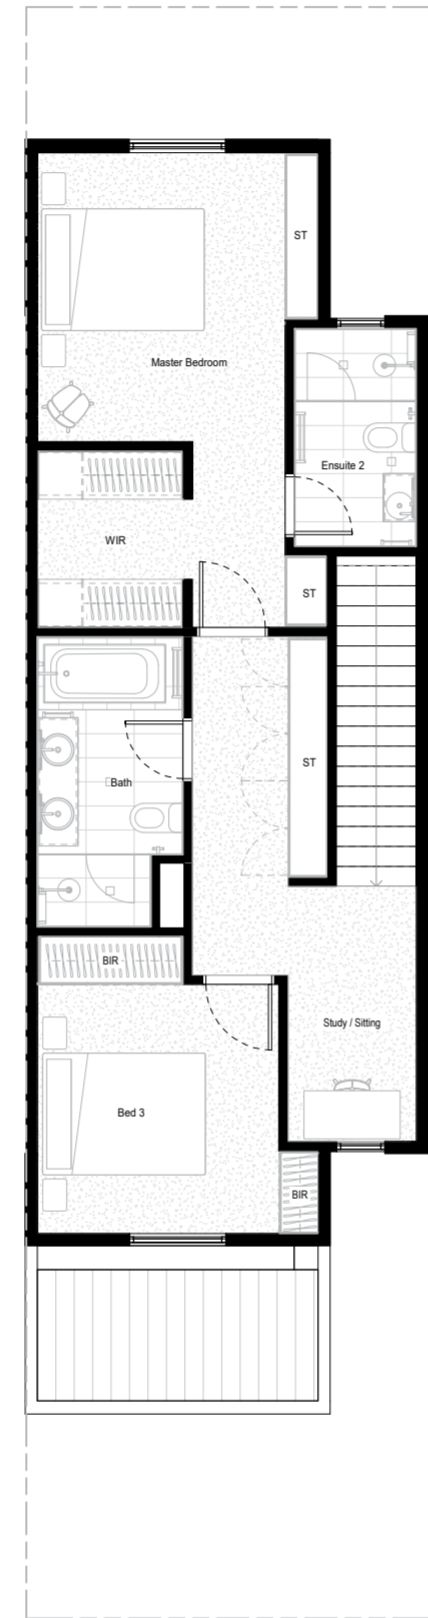 ST
Master Bedroom
Ensuite 2
WIR
ST
ST
Bath
BIR
Study / Sitting
Bed 3
BIR